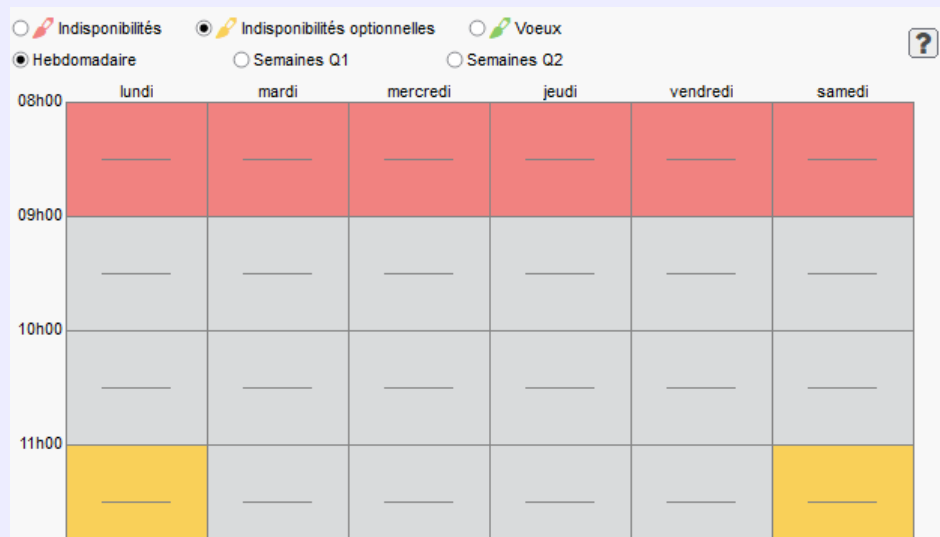 Indisponibilités Indisponibilités optionnelles Voeux
?
Hebdomadaire Semaines Q1 Semaines Q2
lundi mardi mercredi jeudi vendredi samedi
08h00
09h00
10h00
11h00